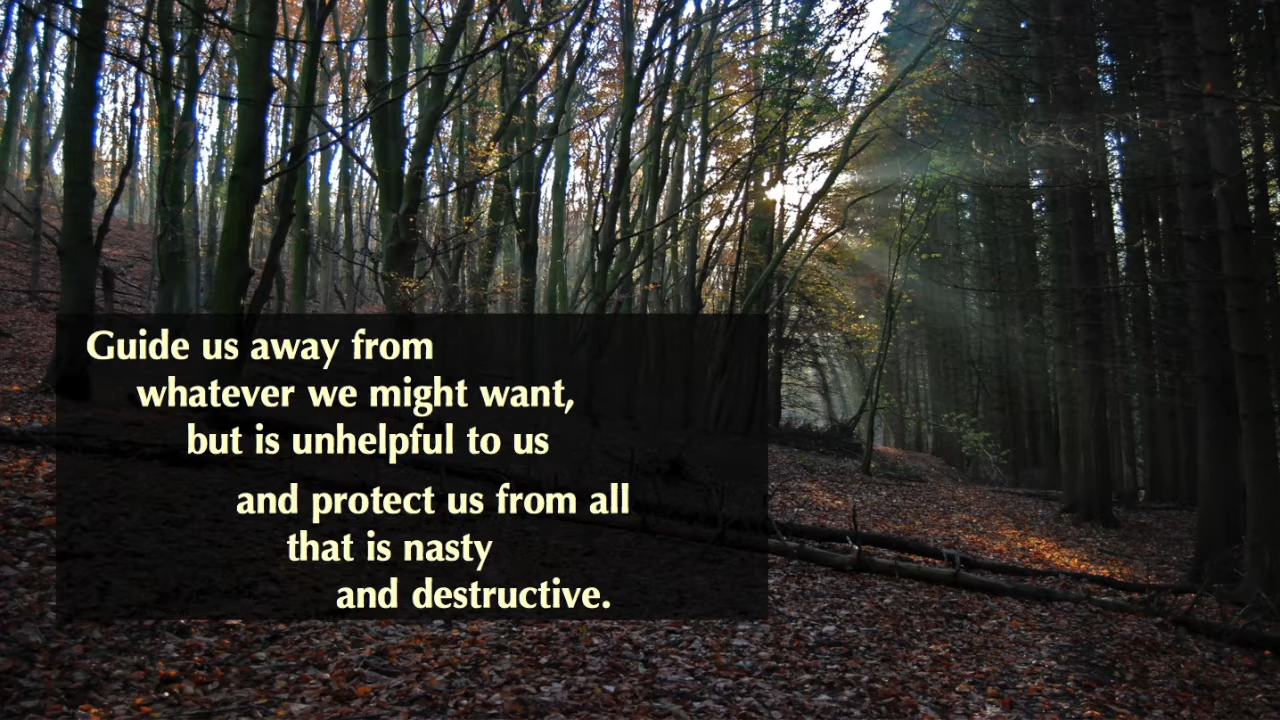 Guide us away from
whatever we might want,
but is unhelpful to us
and protect us from all
that is nasty
and destructive.